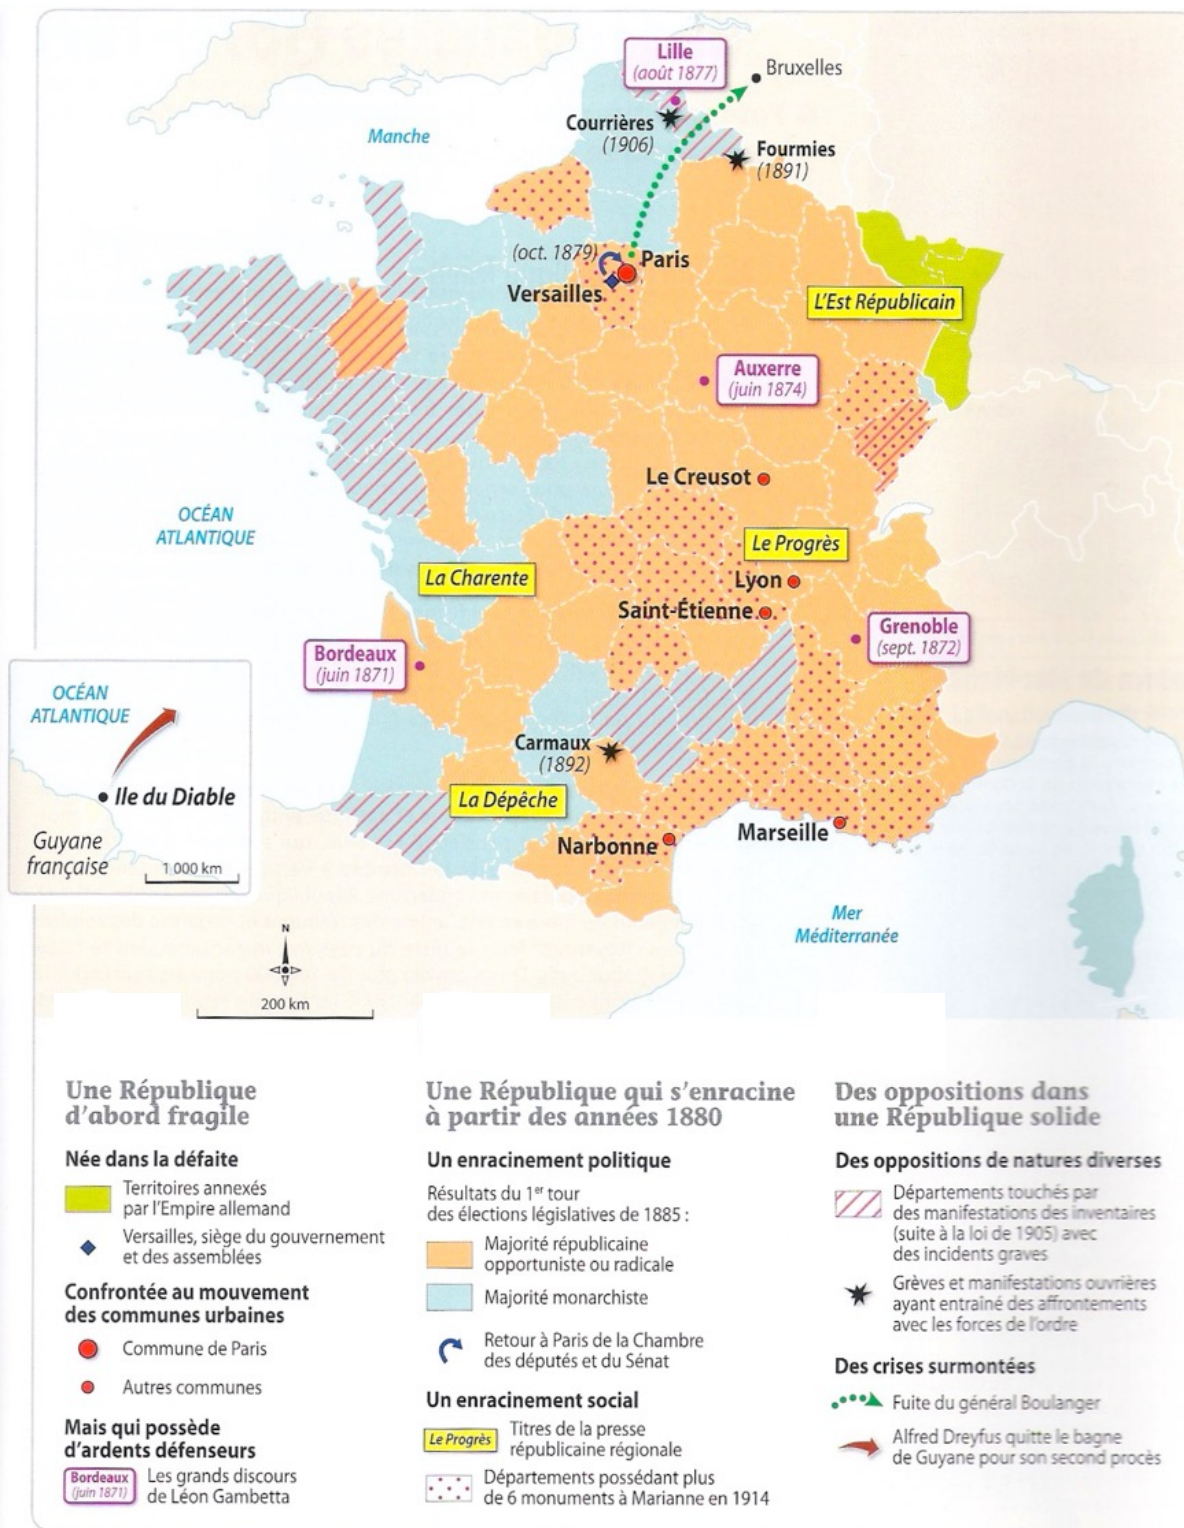 Lille
(août 1877)
Bruxelles
Manche
Courrières
(1906)
Fourmies
(1891)
(oct. 1879)
Paris
Versailles
L'Est Républicain
Auxerre
(juin 1874)
Le Creusot
OCÉAN
ATLANTIQUE
Le Progrès
La Charente
Lyon
Saint-Étienne
Grenoble
(sept. 1872)
Bordeaux
(juin 1871)
OCÉAN
ATLANTIQUE
Carmaux
(1892)
Ile du Diable
La Dépêche
Marseille
Guyane
française
Narbonne
1 000 km
Mer
Méditerranée
N
200 km
Une République
d'abord fragile
Née dans la défaite
Territoires annexés
par l'Empire allemand
Versailles, siège du gouvernement
et des assemblées
Confrontée au mouvement
des communes urbaines
Commune de Paris
Autres communes
Mais qui possède
d'ardents défenseurs
Bordeaux
(juin 1871)
Les grands discours
de Léon Gambetta
Une République qui s'enracine
à partir des années 1880
Un enracinement politique
Résultats du 1er tour
des élections législatives de 1885 :
Majorité républicaine
opportuniste ou radicale
Majorité monarchiste
Retour à Paris de la Chambre
des députés et du Sénat
Un enracinement social
Le Progrès
Titres de la presse
républicaine régionale
Départements possédant plus
de 6 monuments à Marianne en 1914
Des oppositions dans
une République solide
Des oppositions de natures diverses
Départements touchés par
des manifestations des inventaires
(suite à la loi de 1905) avec
des incidents graves
Grèves et manifestations ouvrières
ayant entraîné des affrontements
avec les forces de l'ordre
Des crises surmontées
Fuite du général Boulanger
Alfred Dreyfus quitte le bagne
de Guyane pour son second procès